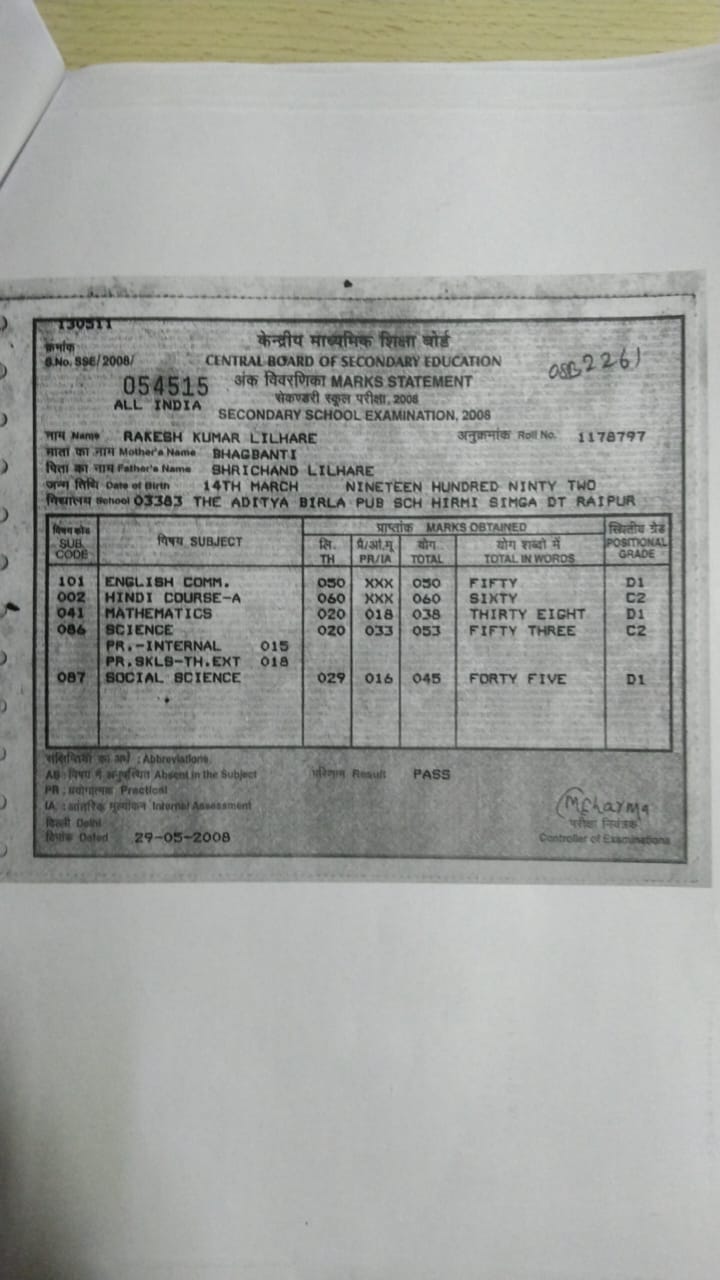 130511
केन्द्रीय माध्यमिक शिक्षा बोर्ड
क्रमांक
S.No. SSE/2008/ CENTRAL BOARD OF SECONDARY EDUCATION
054515 अंक विवरणिका MARKS STATEMENT
सेकण्डरी स्कूल परीक्षा, 2008
ALL INDIA
SECONDARY SCHOOL EXAMINATION, 2008
नाम Name RAKESH KUMAR LILHARE अनुक्रमांक Roll No. 1178797
माता का नाम Mother's Name BHAGBANTI
पिता का नाम Father's Name SHRICHAND LILHARE
जन्म तिथि Date of Birth 14TH MARCH NINETEEN HUNDRED NINTY TWO
विद्यालय School 03383 THE ADITYA BIRLA PUB SCH HIRMI SIMGA DT RAIPUR
विषय कोड SUB. CODE विषय SUBJECT प्राप्तांक MARKS OBTAINED स्थितीय ग्रेड POSITIONAL GRADE
लि. TH प्रै/आं.मू PR/IA योग TOTAL योग शब्दों में TOTAL IN WORDS
101 ENGLISH COMM. 050 XXX 050 FIFTY D1
002 HINDI COURSE-A 060 XXX 060 SIXTY C2
041 MATHEMATICS 020 018 038 THIRTY EIGHT D1
086 SCIENCE 020 033 053 FIFTY THREE C2
PR.-INTERNAL 015
PR.SKLS-TH.EXT 018
087 SOCIAL SCIENCE 029 016 045 FORTY FIVE D1
: Abbreviations
AB : विषय में अनुपस्थित Absent in the Subject परिणाम Result PASS
PR : प्रयोगात्मक Practical
IA : आंतरिक मूल्यांकन Internal Assessment
दिल्ली Delhi
परीक्षा नियंत्रक
दिनांक Dated 29-05-2008 Controller of Examinations